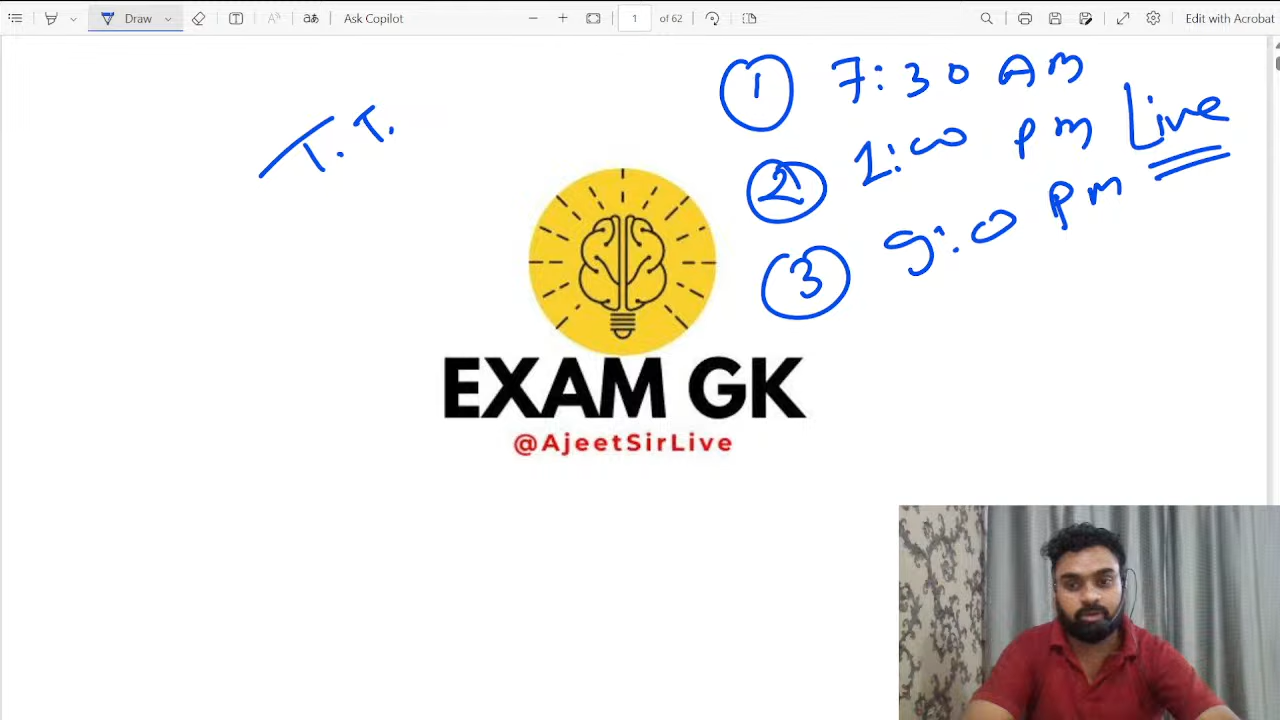 Draw Ask Copilot 1 of 62 Edit with Acrobat
T.T.
① 7:30 AM
② 1:00 PM Live
③ 9:00 PM
EXAM GK
@AjeetSirLive